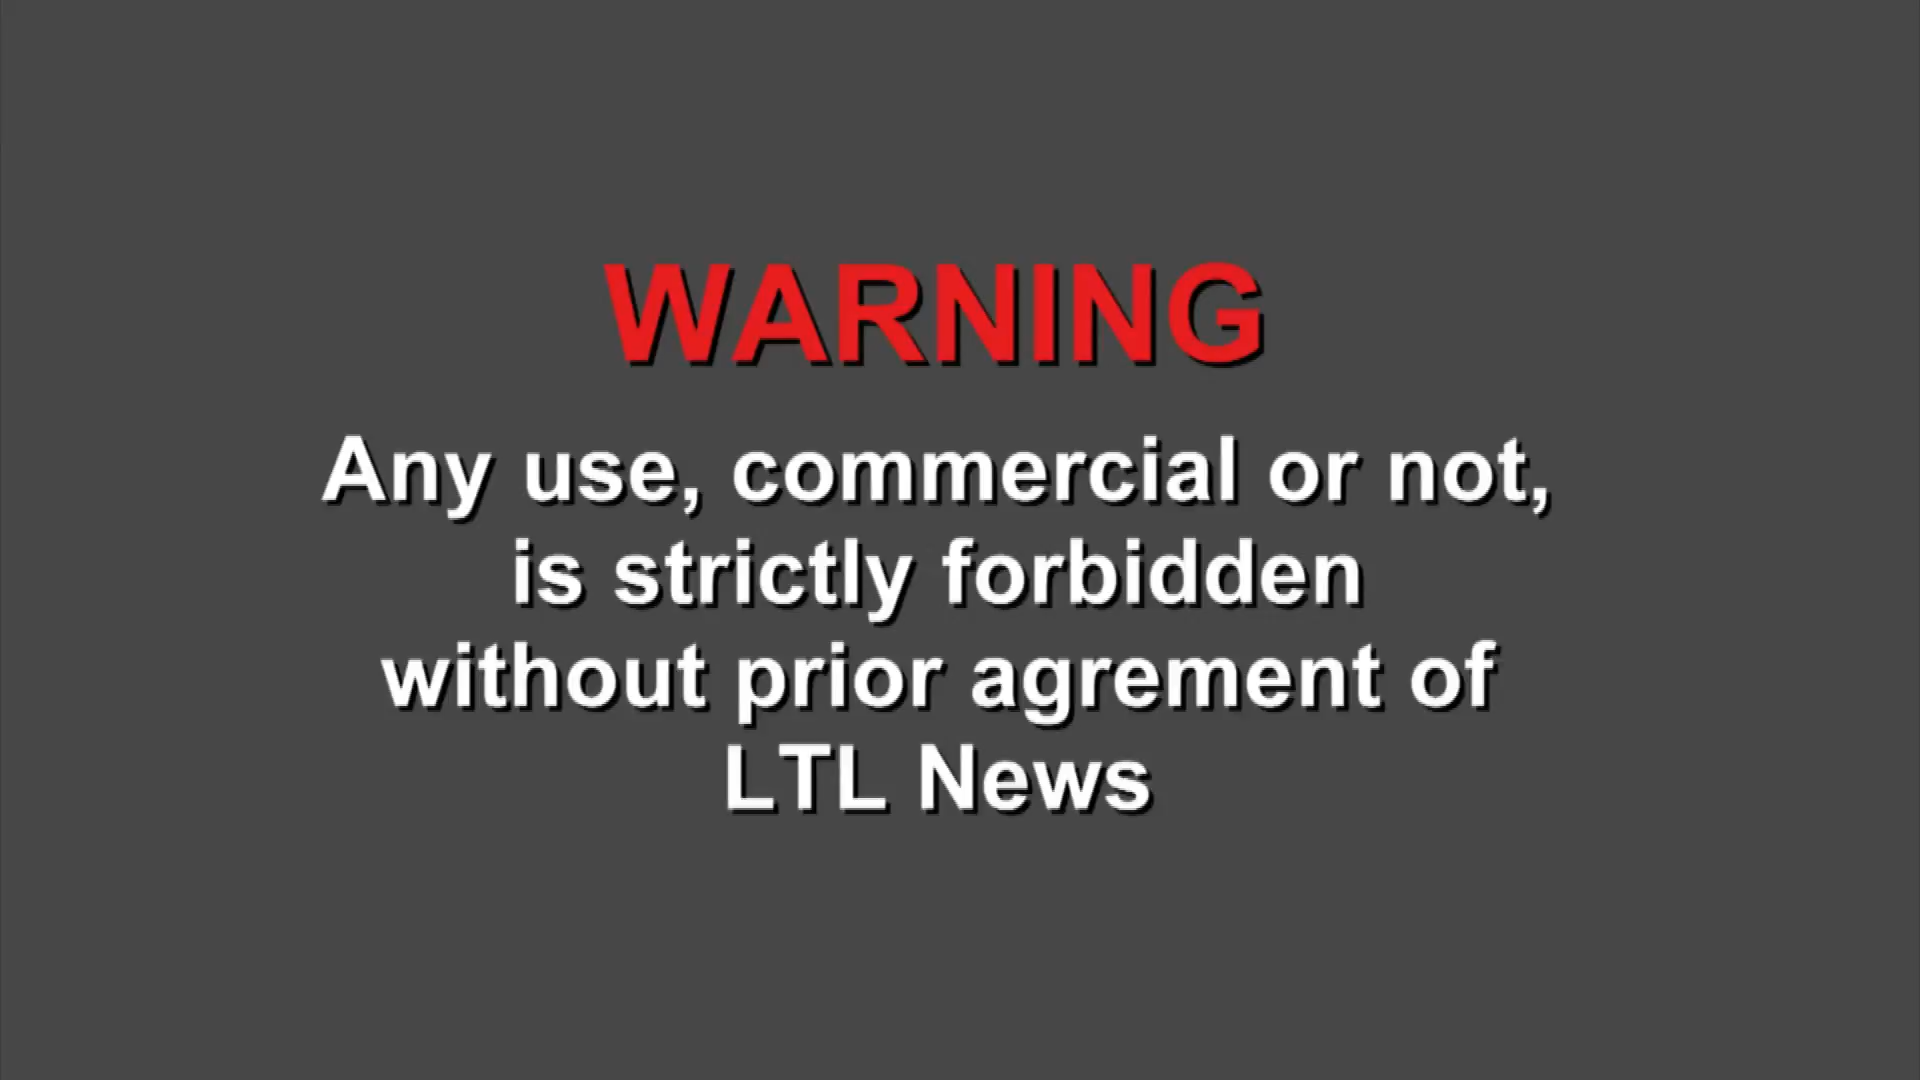 WARNING
Any use, commercial or not,
is strictly forbidden
without prior agrement of
LTL News